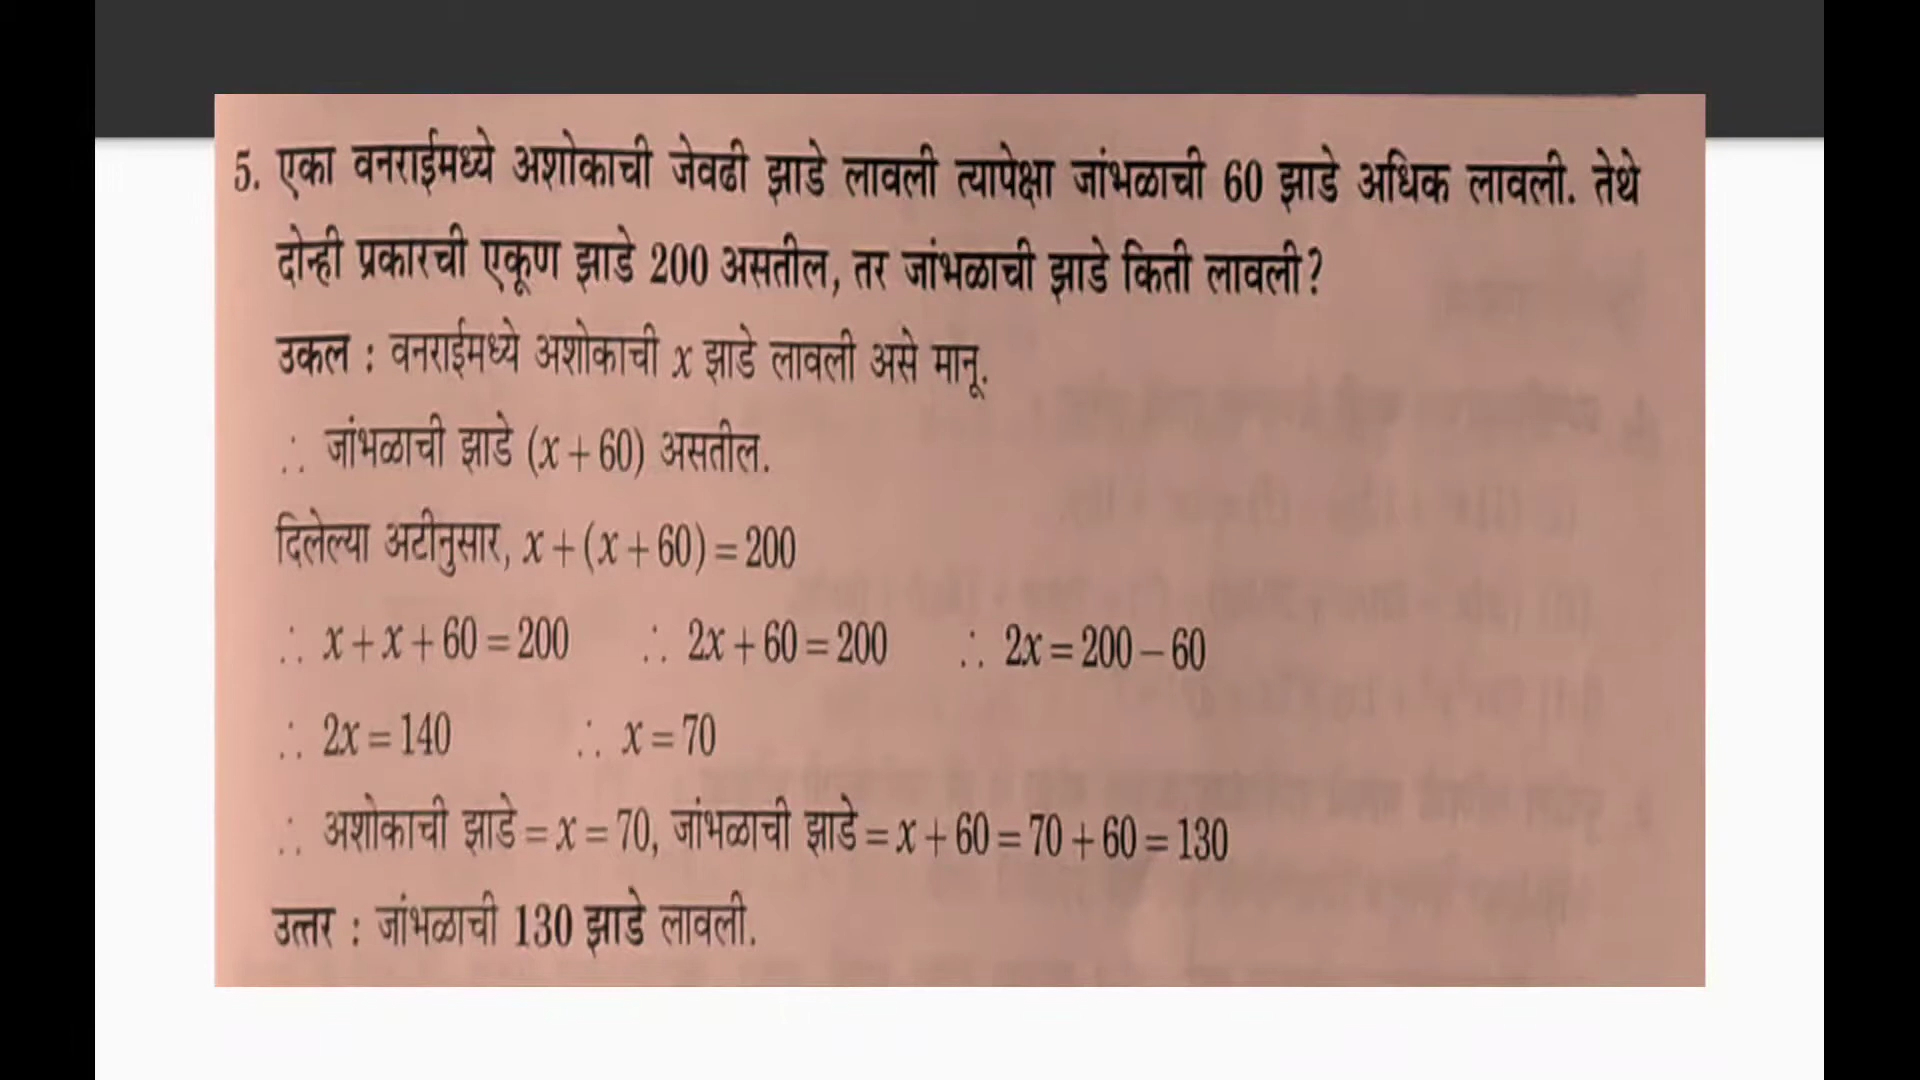 5. एका वनराईमध्ये अशोकाची जेवढी झाडे लावली त्यापेक्षा जांभळाची 60 झाडे अधिक लावली. तेथे
दोन्ही प्रकारची एकूण झाडे 200 असतील, तर जांभळाची झाडे किती लावली?
उकल : वनराईमध्ये अशोकाची x झाडे लावली असे मानू.
∴ जांभळाची झाडे (x + 60) असतील.
दिलेल्या अटीनुसार, x + (x + 60) = 200
∴ x + x + 60 = 200 ∴ 2x + 60 = 200 ∴ 2x = 200 – 60
∴ 2x = 140 ∴ x = 70
∴ अशोकाची झाडे = x = 70, जांभळाची झाडे = x + 60 = 70 + 60 = 130
उत्तर : जांभळाची 130 झाडे लावली.